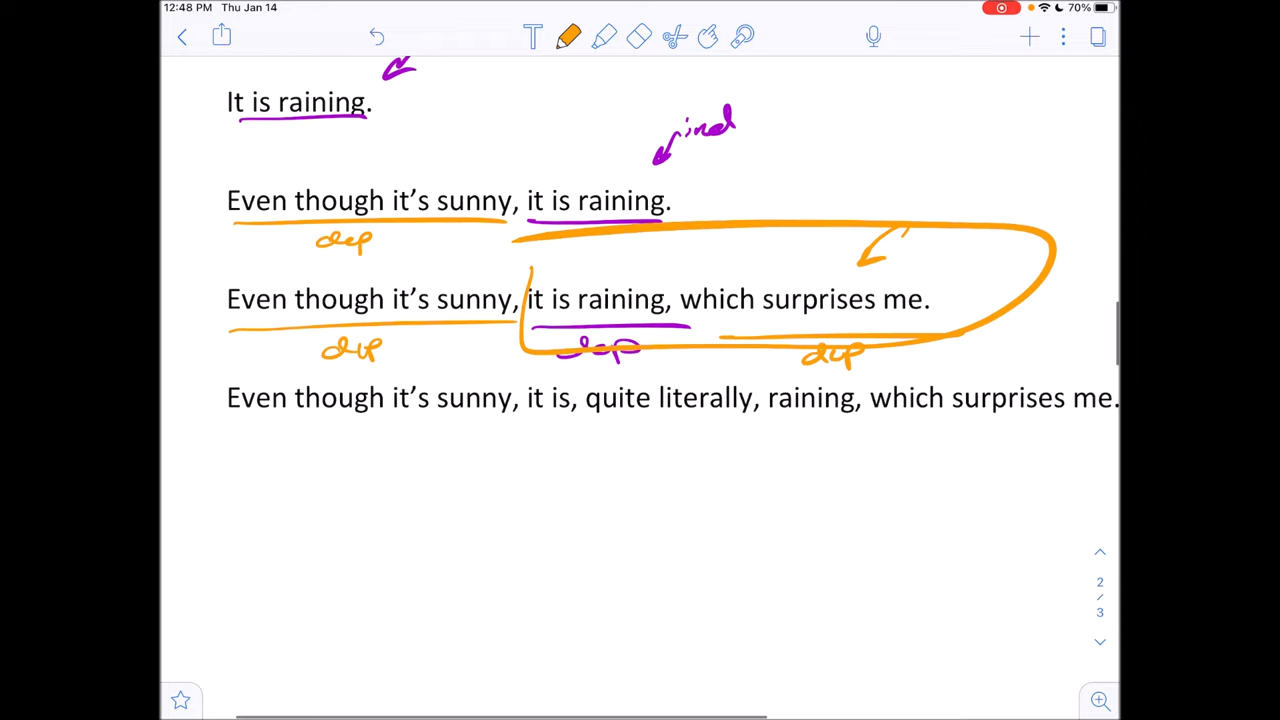 12:48 PM Thu Jan 14
70%
T
It is raining.
ind
Even though it's sunny, it is raining.
dep
Even though it's sunny, it is raining, which surprises me.
dep dep dep
Even though it's sunny, it is, quite literally, raining, which surprises me.
2
/
3